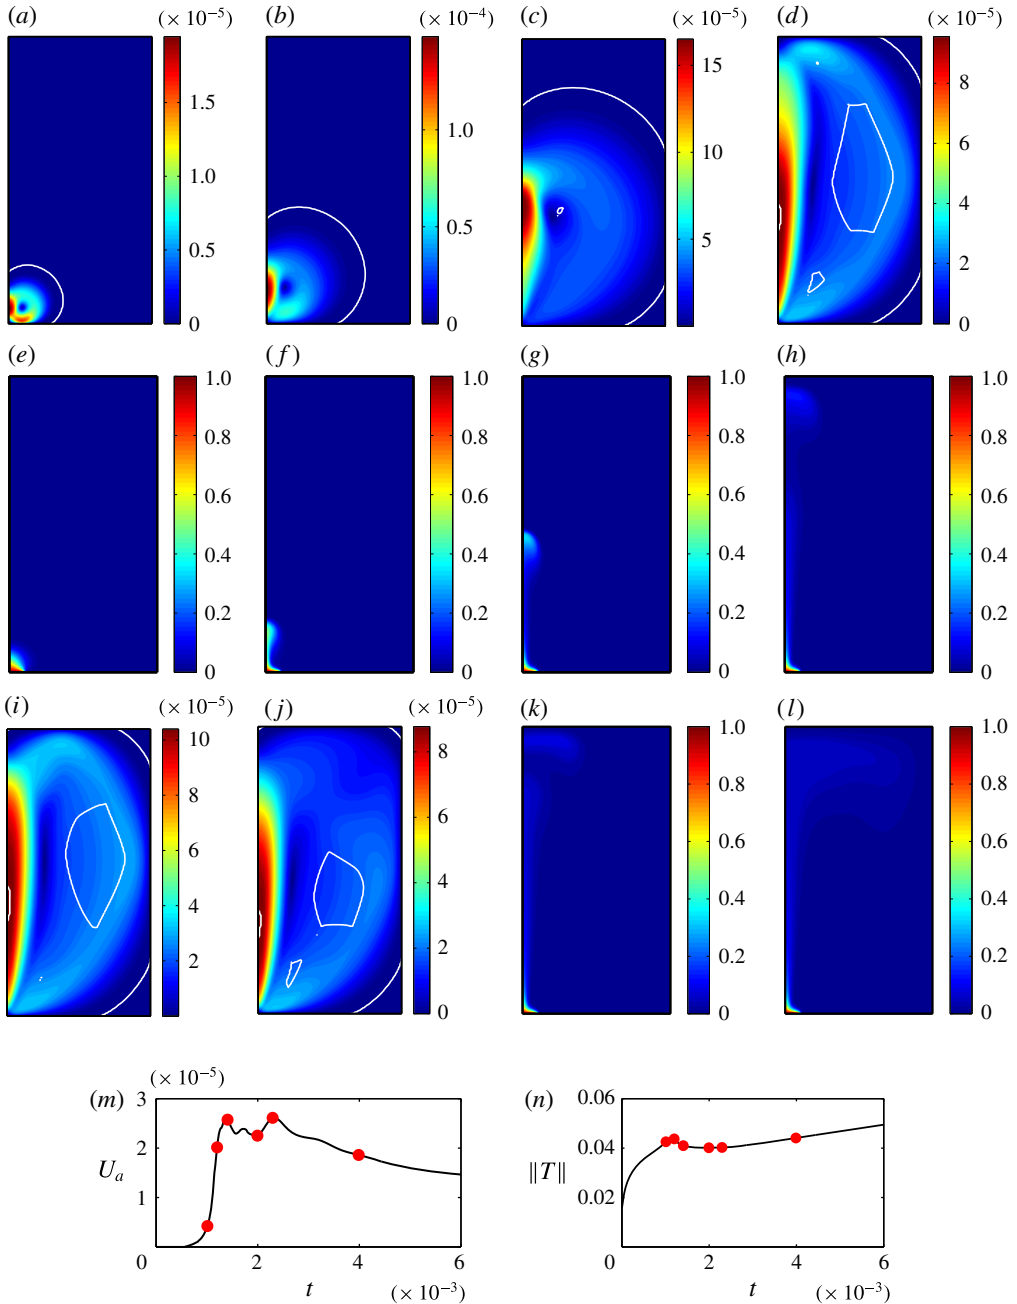 (a) (× 10⁻⁵) (b) (× 10⁻⁴) (c) (× 10⁻⁵) (d) (× 10⁻⁵)
1.5 1.0 15 8
1.0 10 6
0.5 0.5 5 4
2
0 0 0
(e) (f) (g) (h)
1.0 1.0 1.0 1.0
0.8 0.8 0.8 0.8
0.6 0.6 0.6 0.6
0.4 0.4 0.4 0.4
0.2 0.2 0.2 0.2
0 0 0 0
(i) (× 10⁻⁵) (j) (× 10⁻⁵) (k) (l)
10 8 1.0 1.0
8 6 0.8 0.8
6 0.6 0.6
4 4 0.4 0.4
2 2 0.2 0.2
0 0 0
(m) (× 10⁻⁵) (n)
3 0.06
2 0.04
Uₐ ‖T‖
1 0.02
0 2 4 6 0 2 4 6
t (× 10⁻³) t (× 10⁻³)